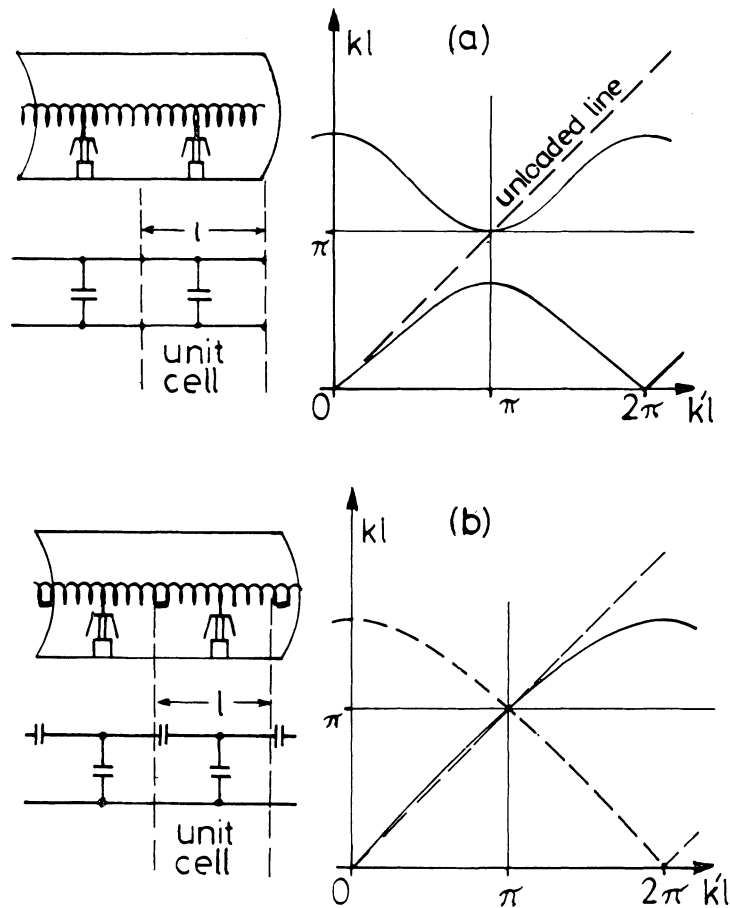 kl
(a)
unloaded line
l
π
unit
cell
0
π
2π
k'l
kl
(b)
l
π
unit
cell
0
π
2π
k'l